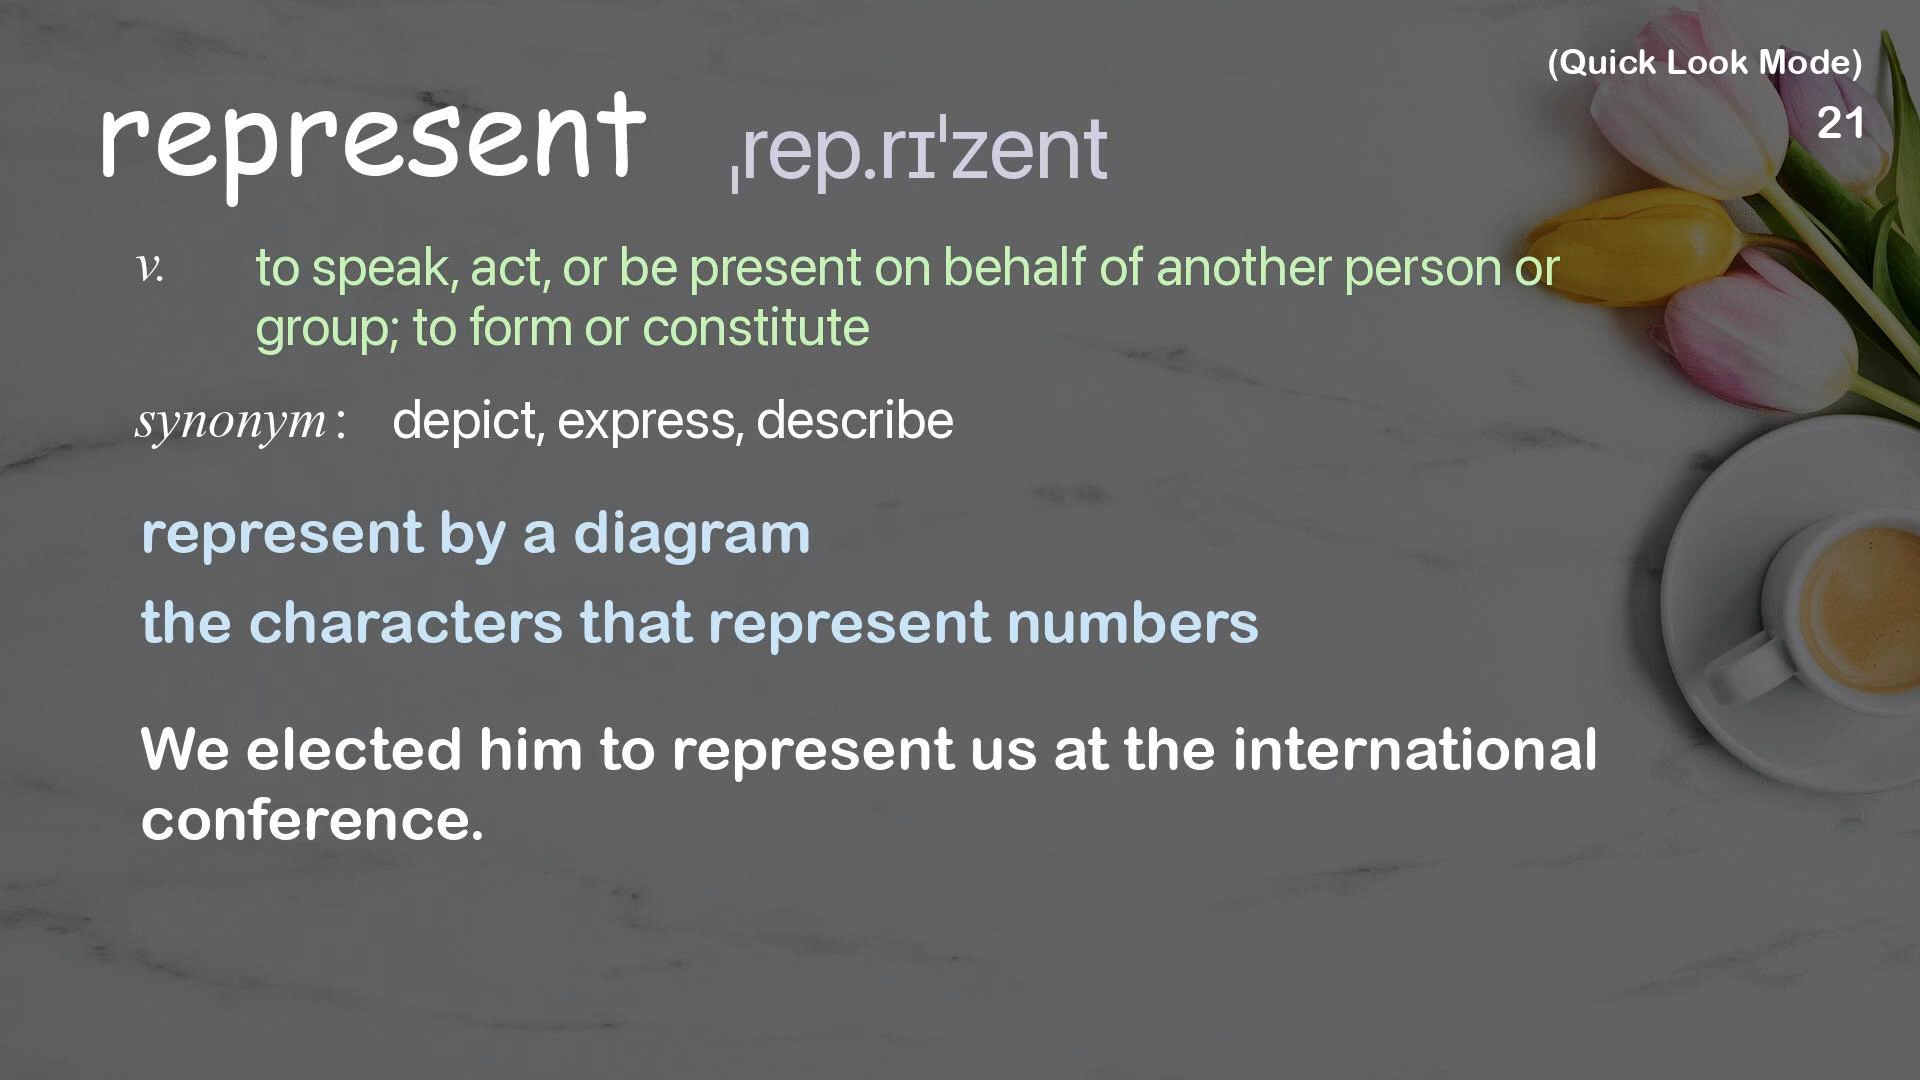 (Quick Look Mode)
21
represent ˌrep.rɪˈzent
v. to speak, act, or be present on behalf of another person or
group; to form or constitute
synonym: depict, express, describe
represent by a diagram
the characters that represent numbers
We elected him to represent us at the international
conference.